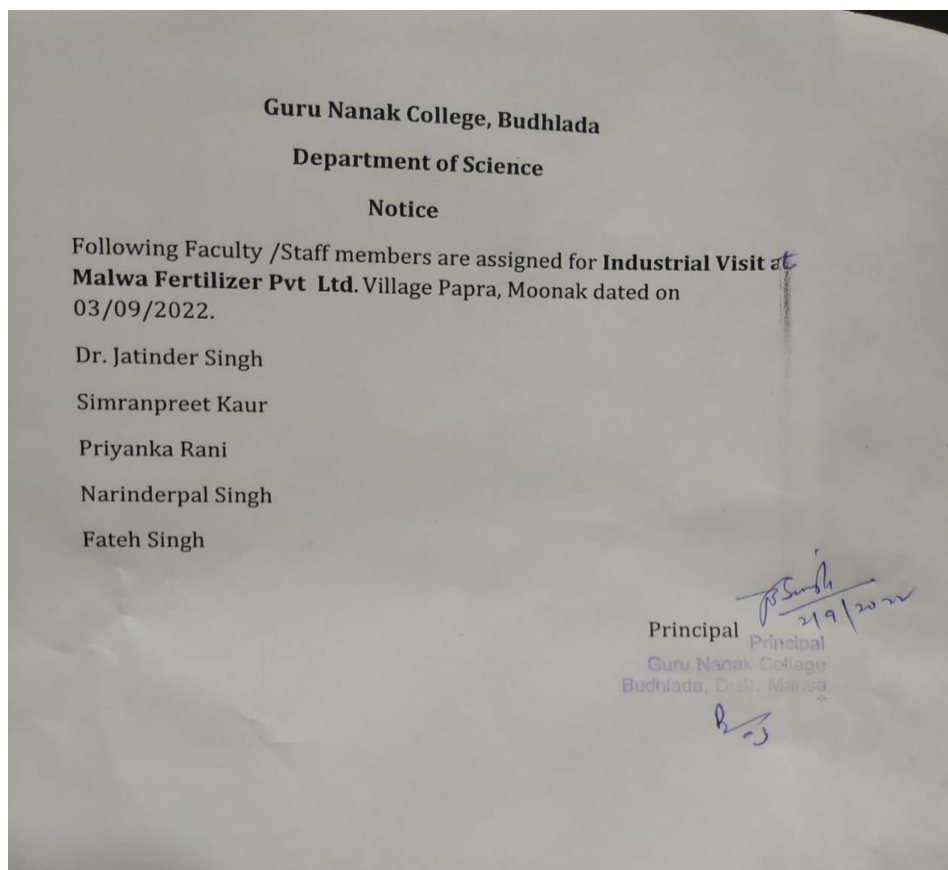 Guru Nanak College, Budhlada
Department of Science
Notice
Following Faculty /Staff members are assigned for Industrial Visit at
Malwa Fertilizer Pvt Ltd. Village Papra, Moonak dated on
03/09/2022.
Dr. Jatinder Singh
Simranpreet Kaur
Priyanka Rani
Narinderpal Singh
Fateh Singh
2/9/2022
Principal
Principal
Guru Nanak College
Budhlada, Distt. Mansa